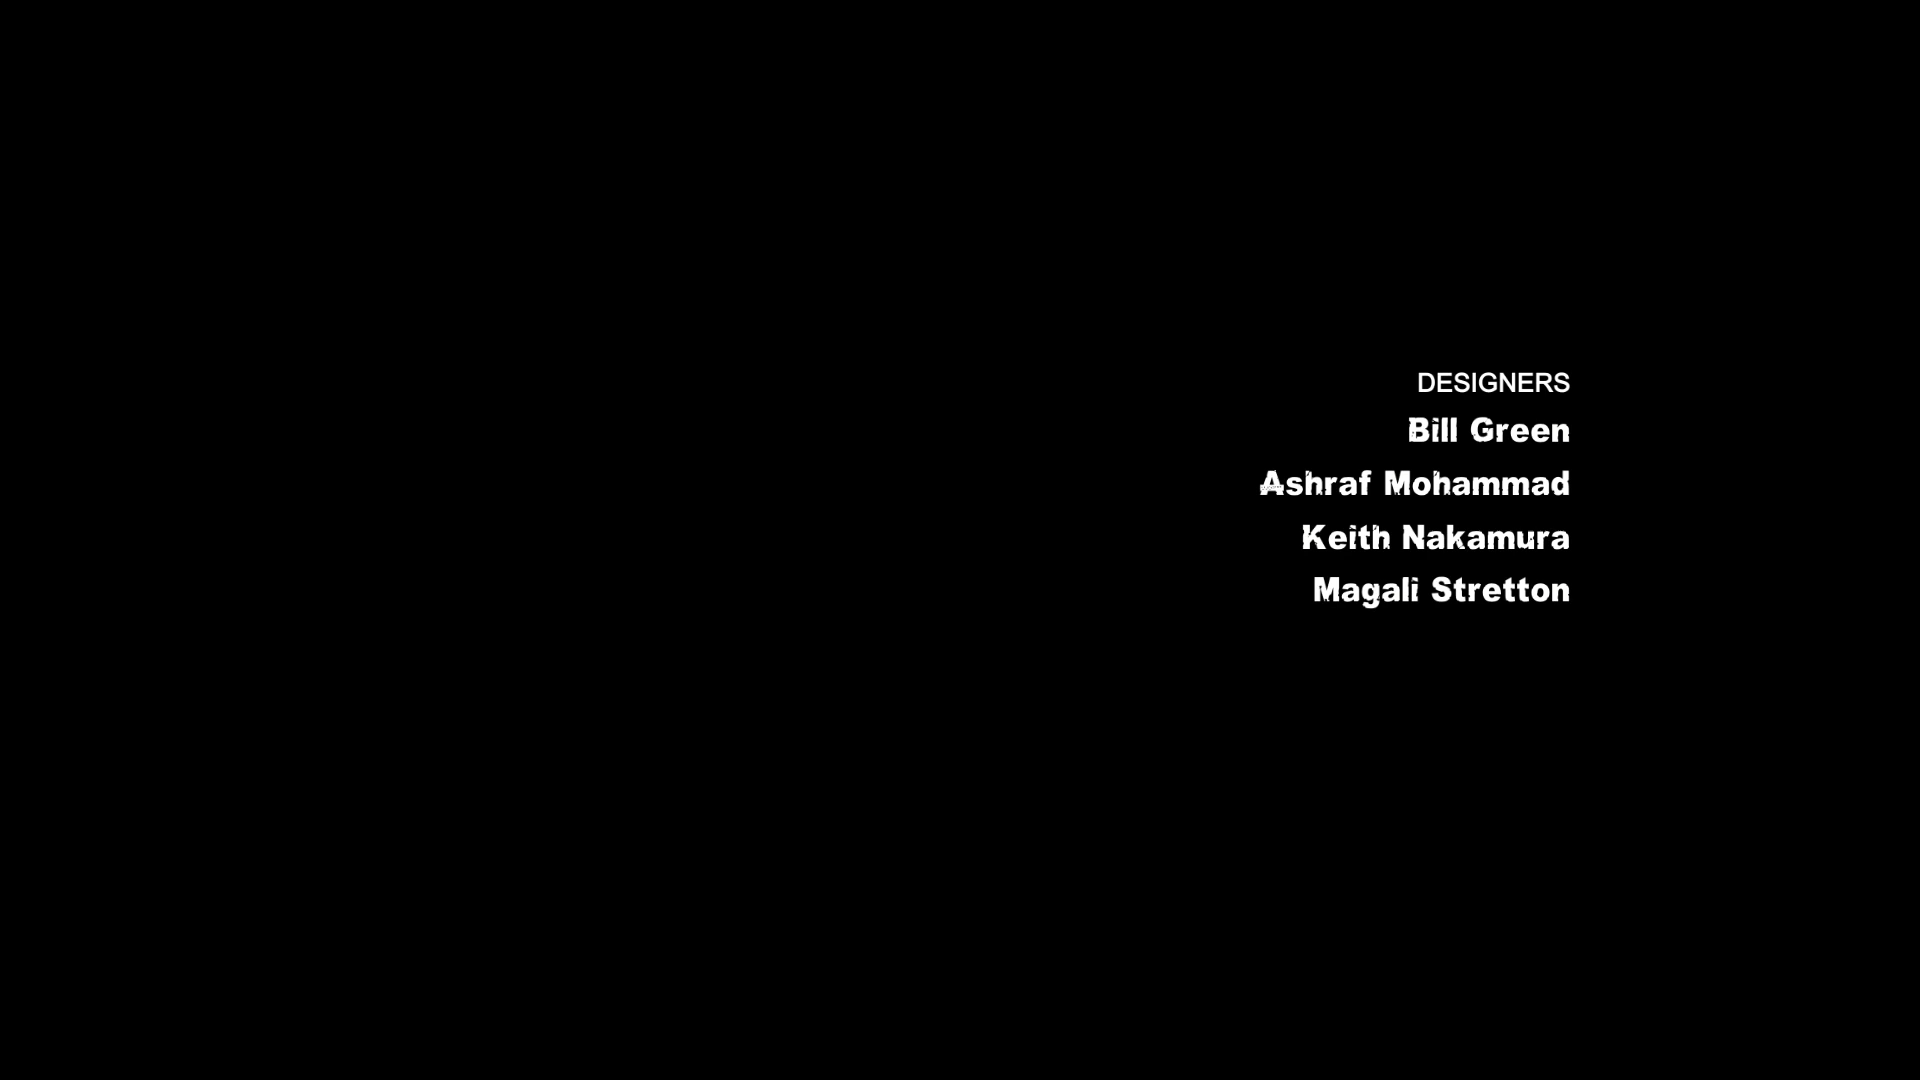 DESIGNERS
Bill Green
Ashraf Mohammad
Keith Nakamura
Magali Stretton